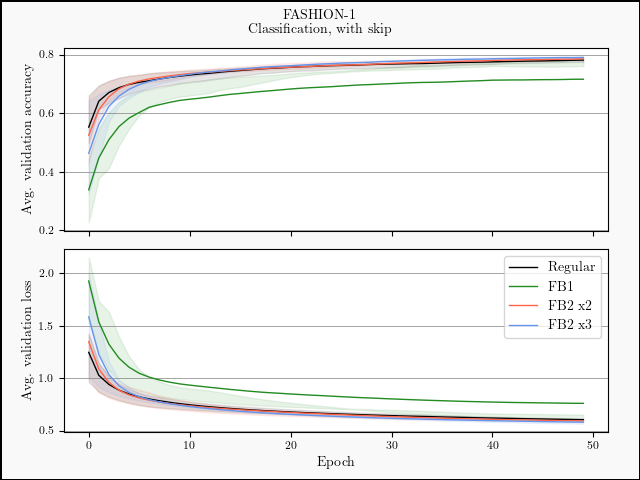 FASHION-1
Classification, with skip
Avg. validation accuracy
0.8
0.6
0.4
0.2
Avg. validation loss
2.0
1.5
1.0
0.5
Regular
FB1
FB2 x2
FB2 x3
0 10 20 30 40 50
Epoch